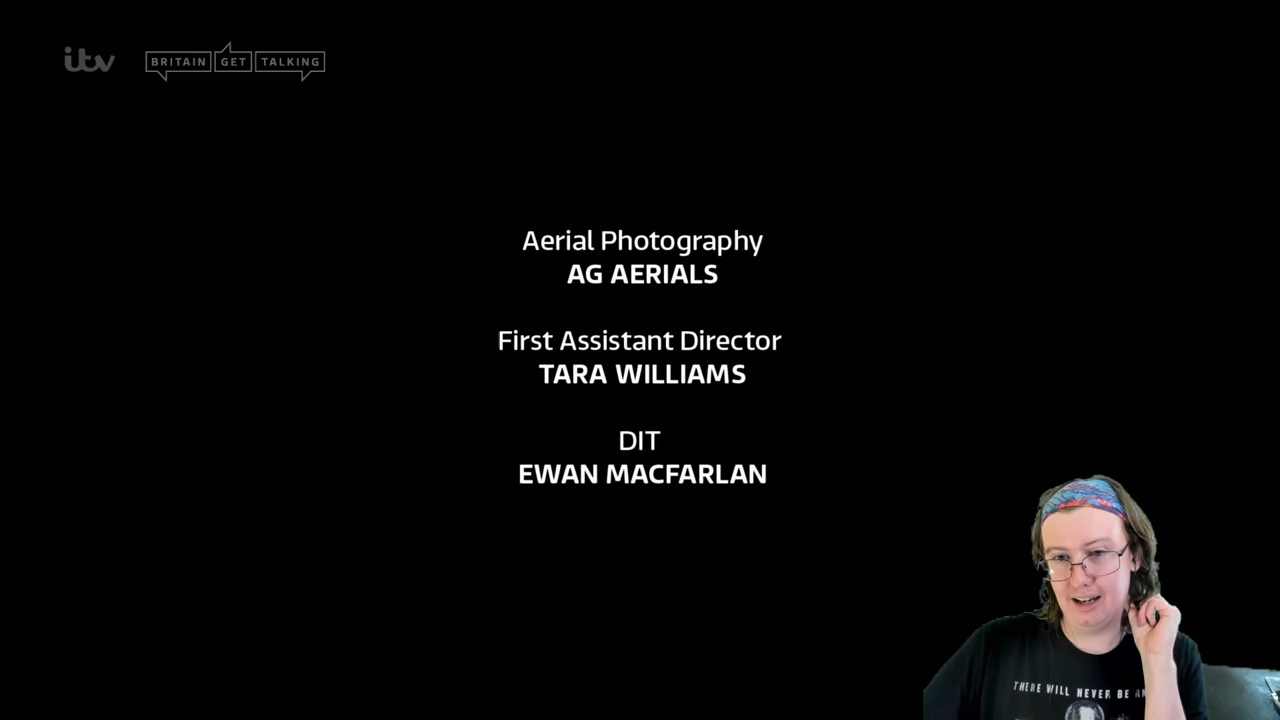 itv
BRITAIN GET TALKING
Aerial Photography
AG AERIALS
First Assistant Director
TARA WILLIAMS
DIT
EWAN MACFARLAN
THERE WILL NEVER BE AN